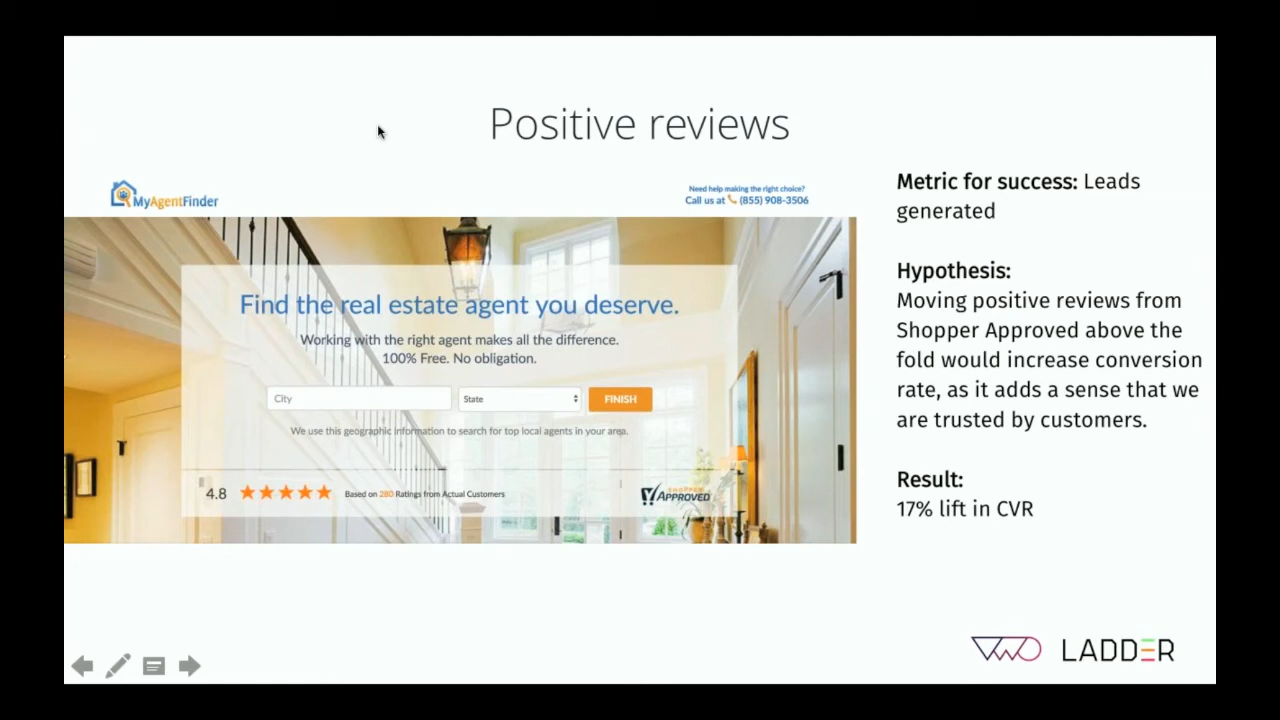 Positive reviews
MyAgentFinder
Need help making the right choice?
Call us at (855) 908-3506
Find the real estate agent you deserve.
Working with the right agent makes all the difference.
100% Free. No obligation.
City
State
FINISH
We use this geographic information to search for top local agents in your area.
4.8
Based on 280 Ratings from Actual Customers
SHOPPER
APPROVED
Metric for success: Leads
generated
Hypothesis:
Moving positive reviews from
Shopper Approved above the
fold would increase conversion
rate, as it adds a sense that we
are trusted by customers.
Result:
17% lift in CVR
VWO
LADDER